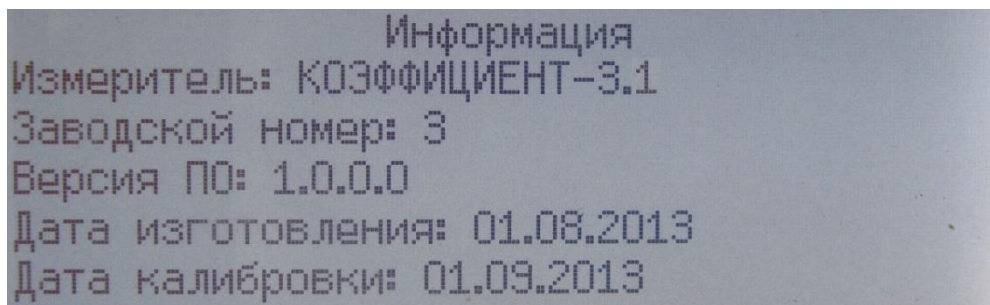 Информация
Измеритель: КОЭФФИЦИЕНТ-3.1
Заводской номер: 3
Версия ПО: 1.0.0.0
Дата изготовления: 01.08.2013
Дата калибровки: 01.09.2013